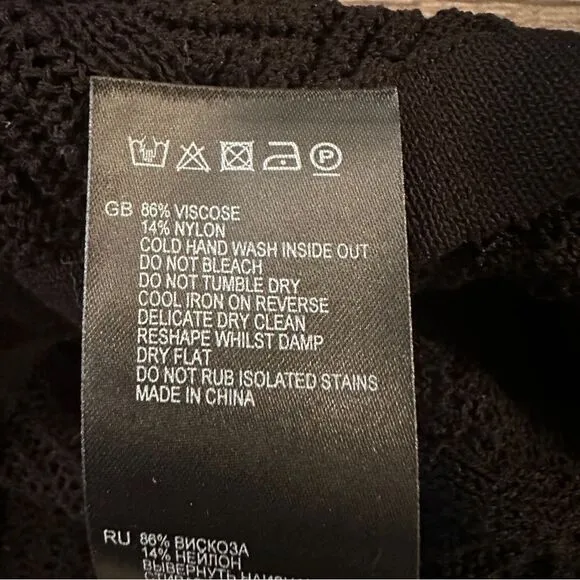 P
GB 86% VISCOSE
14% NYLON
COLD HAND WASH INSIDE OUT
DO NOT BLEACH
DO NOT TUMBLE DRY
COOL IRON ON REVERSE
DELICATE DRY CLEAN
RESHAPE WHILST DAMP
DRY FLAT
DO NOT RUB ISOLATED STAINS
MADE IN CHINA
RU 86% ВИСКОЗА
14% НЕЙЛОН
ВЫВЕРНУТЬ